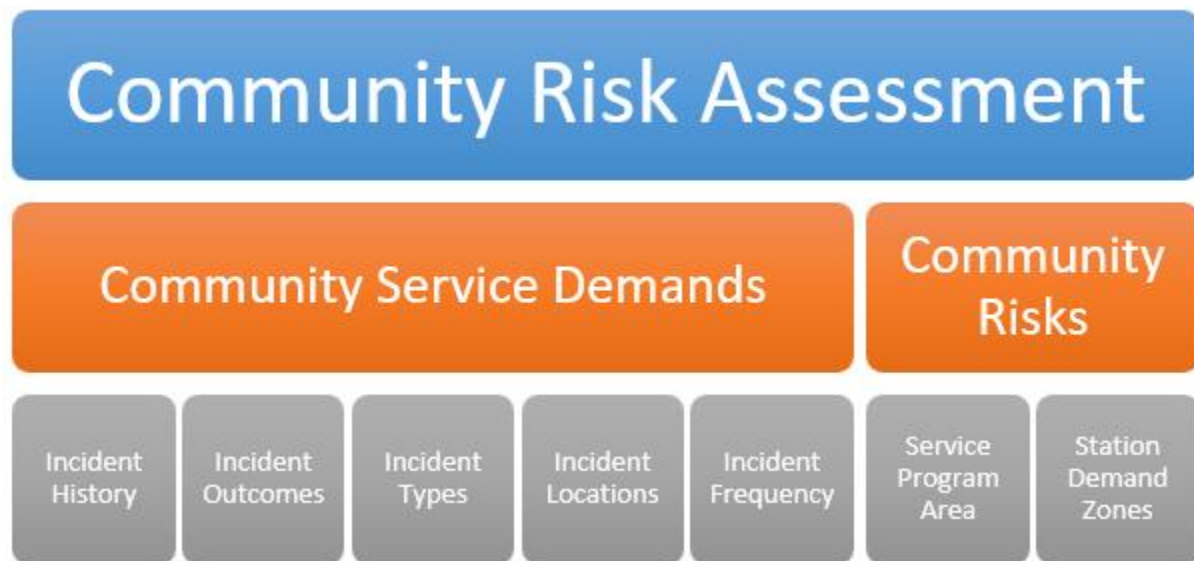 Community Risk Assessment
Community Service Demands
Community
Risks
Incident
History
Incident
Outcomes
Incident
Types
Incident
Locations
Incident
Frequency
Service
Program
Area
Station
Demand
Zones